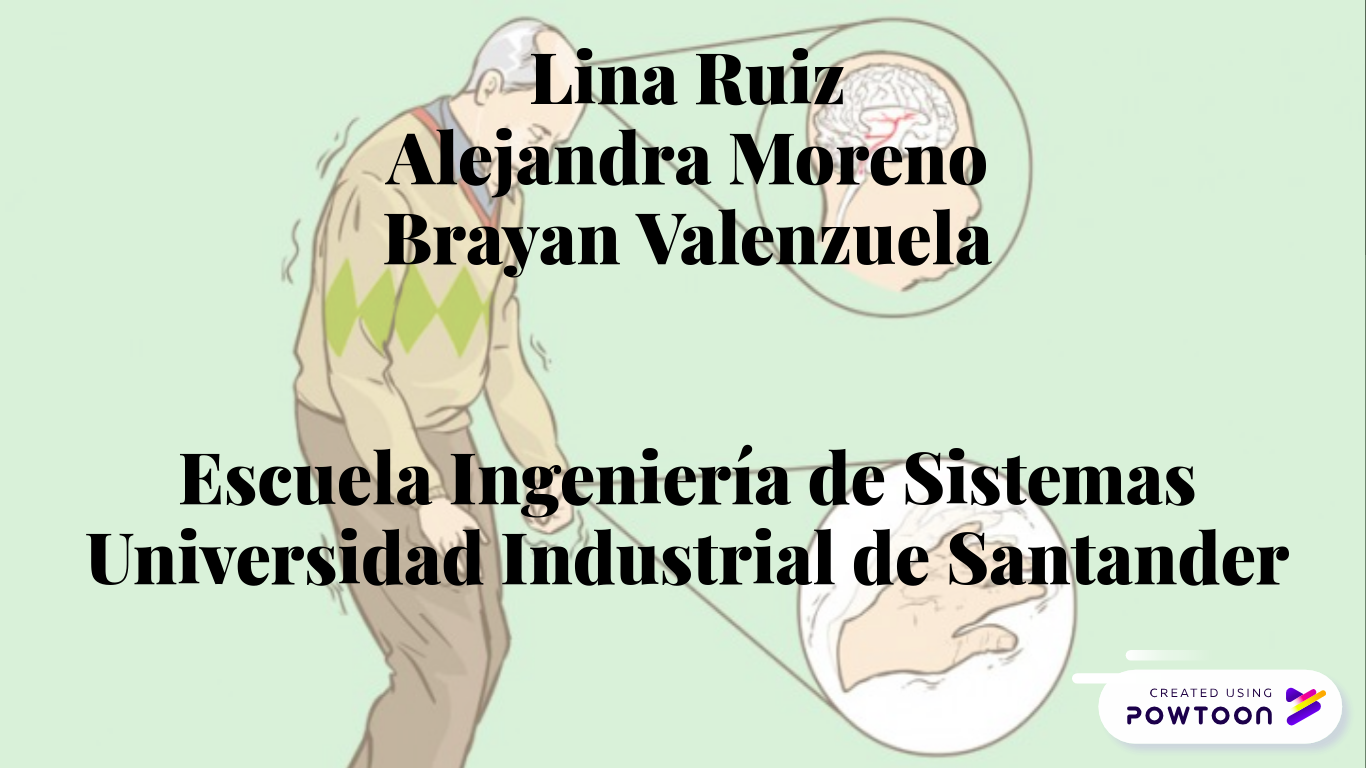 Lina Ruiz
Alejandra Moreno
Brayan Valenzuela
Escuela Ingeniería de Sistemas
Universidad Industrial de Santander
CREATED USING
POWTOON